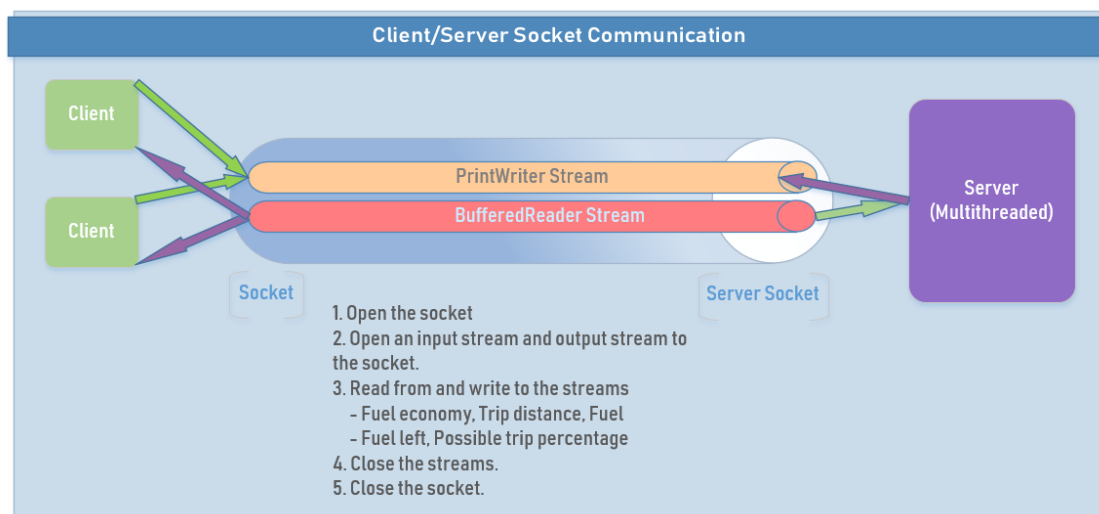 Client/Server Socket Communication
Client
PrintWriter Stream
Server
(Multithreaded)
BufferedReader Stream
Client
Socket
Server Socket
1. Open the socket
2. Open an input stream and output stream to
the socket.
3. Read from and write to the streams
- Fuel economy, Trip distance, Fuel
- Fuel left, Possible trip percentage
4. Close the streams.
5. Close the socket.